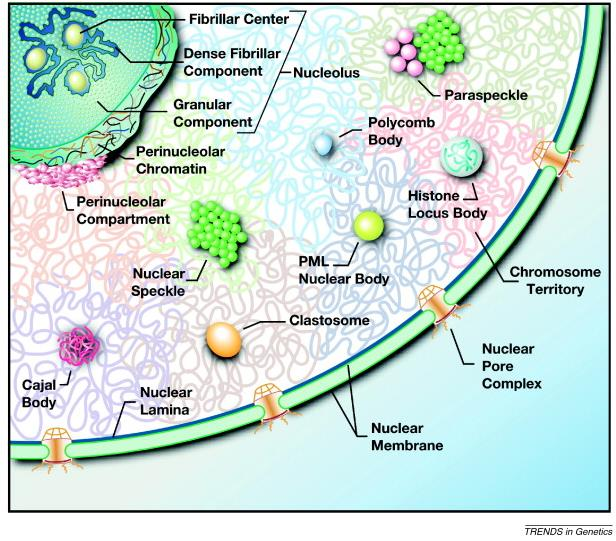 Fibrillar Center
Dense Fibrillar
Component
Nucleolus
Granular
Component
Paraspeckle
Polycomb
Body
Perinucleolar
Chromatin
Histone
Locus Body
Perinucleolar
Compartment
PML
Nuclear Body
Chromosome
Territory
Nuclear
Speckle
Clastosome
Nuclear
Pore
Complex
Cajal
Body
Nuclear
Lamina
Nuclear
Membrane
TRENDS in Genetics